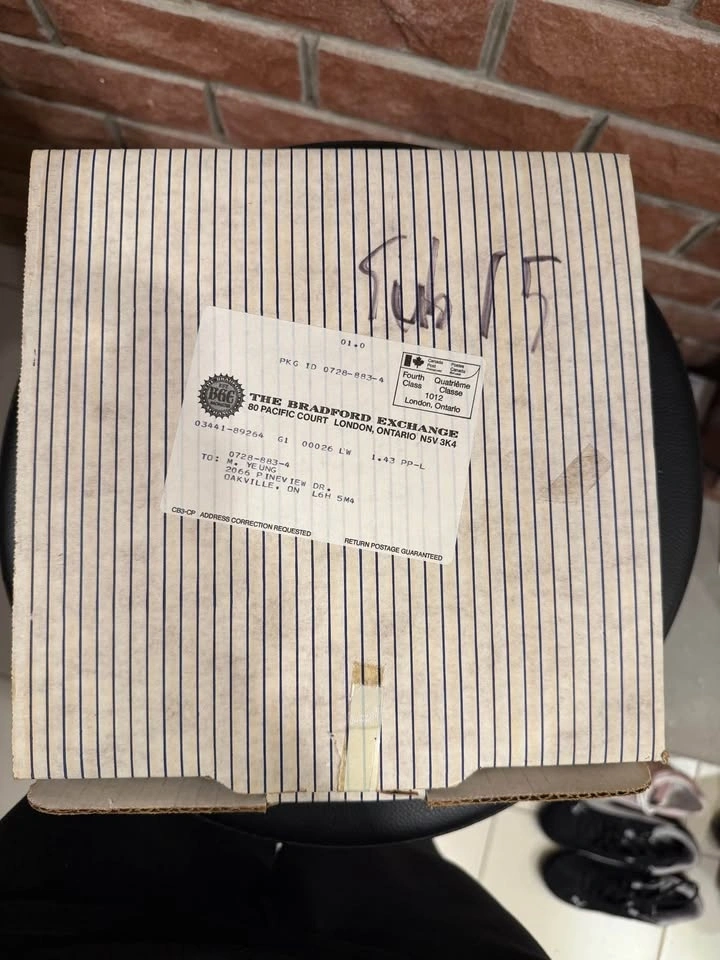 Sub 15
01.0
PKG ID 0728-883-4
Canada Post
Postes Canada
Fourth Class
Quatrième Classe
1012
London, Ontario
BGE
THE BRADFORD EXCHANGE
80 PACIFIC COURT LONDON, ONTARIO N5V 3K4
03441-89264 G1 00026 LW 1.43 PP-L
TO: 0728-883-4
M. YEUNG
2066 PINEVIEW DR.
OAKVILLE, ON L6H 5M4
CB3-CP ADDRESS CORRECTION REQUESTED
RETURN POSTAGE GUARANTEED